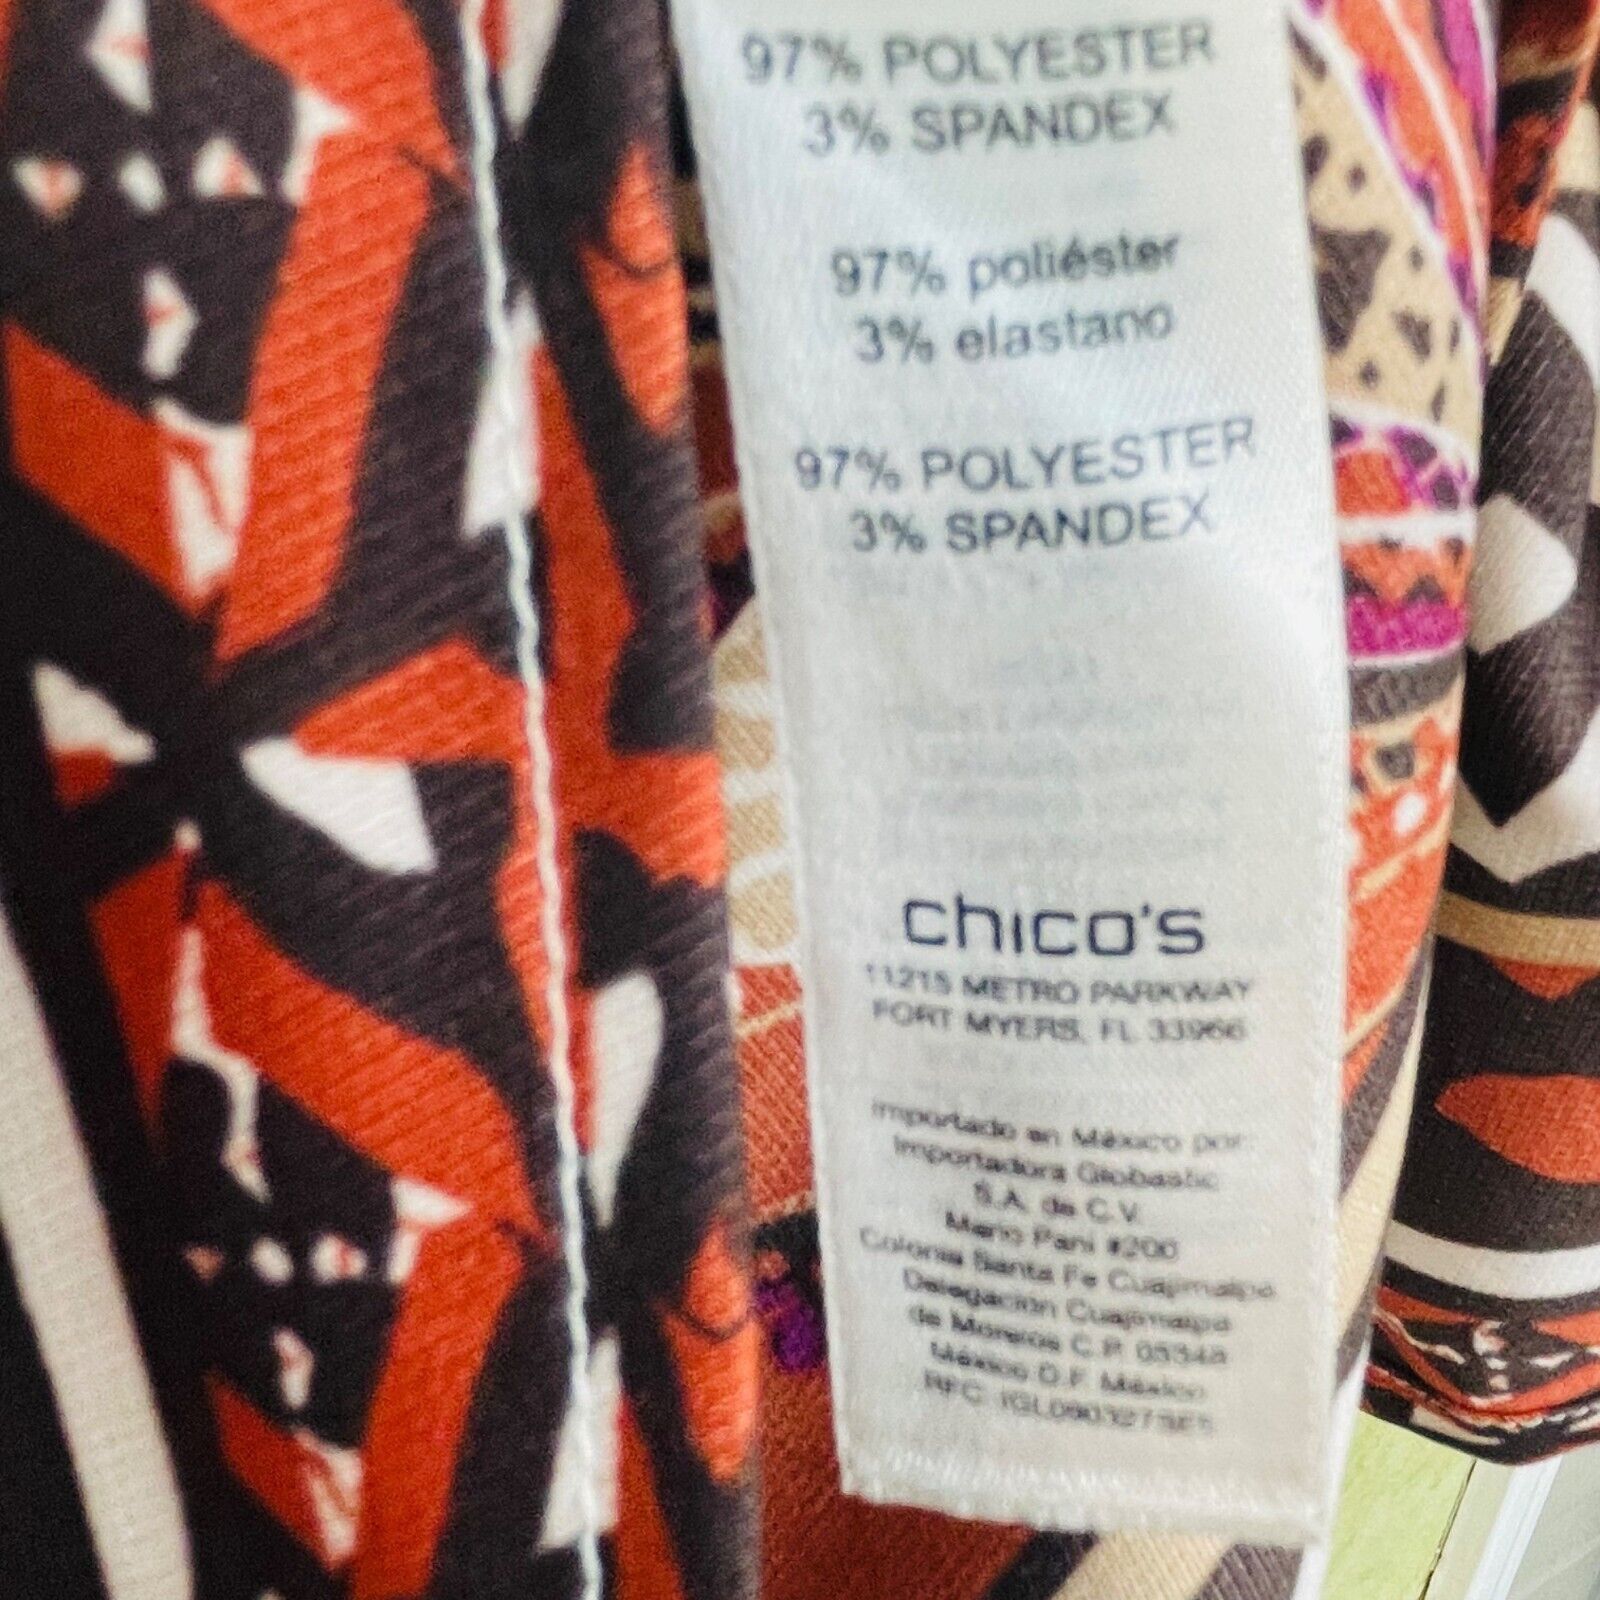 97% POLYESTER
3% SPANDEX
97% poliéster
3% elastano
97% POLYESTER
3% SPANDEX
chico's
11215 METRO PARKWAY
FORT MYERS, FL 33966
Importado en México por:
Importadora Globastic
S.A. de C.V.
Mario Pani #200
Colonia Santa Fe Cuajimalpa
Delegación Cuajimalpa
de Morelos C.P. 05348
México D.F. México
RFC: